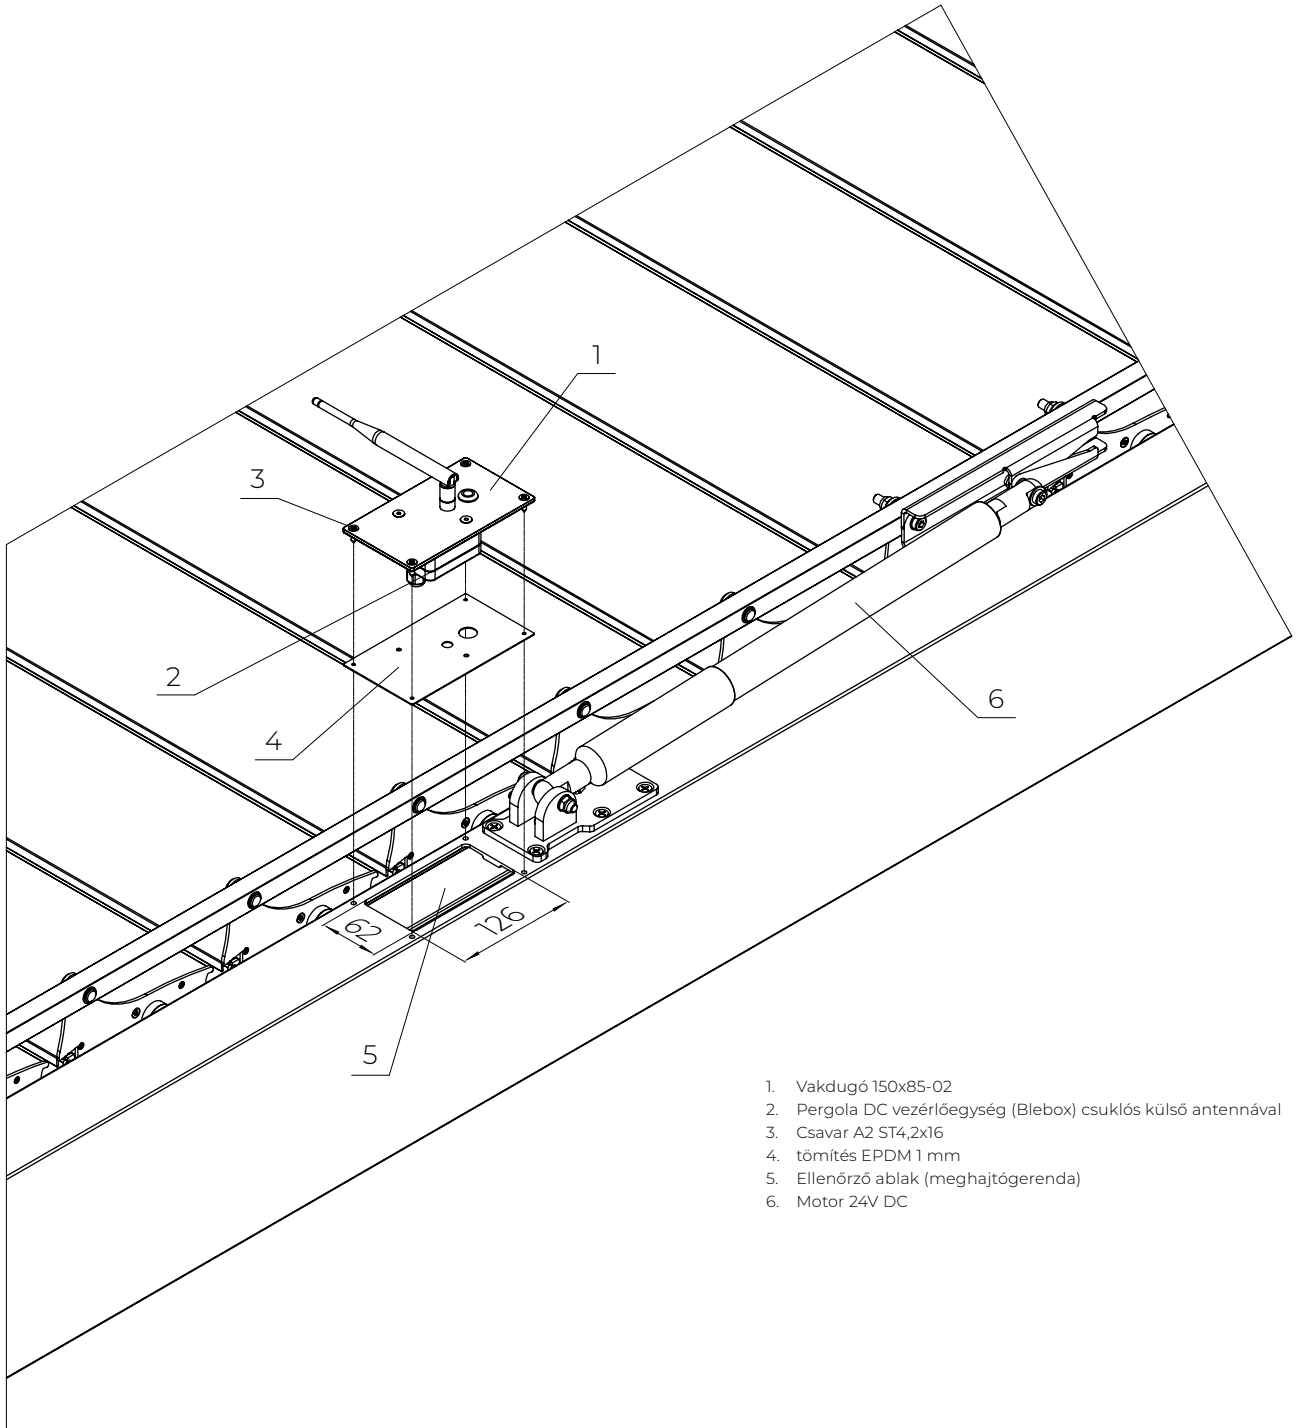 1
3
2
4
6
62
126
5
1. Vakdugó 150x85-02
2. Pergola DC vezérlőegység (Blebox) csuklós külső antennával
3. Csavar A2 ST4,2x16
4. tömítés EPDM 1 mm
5. Ellenőrző ablak (meghajtógerenda)
6. Motor 24V DC